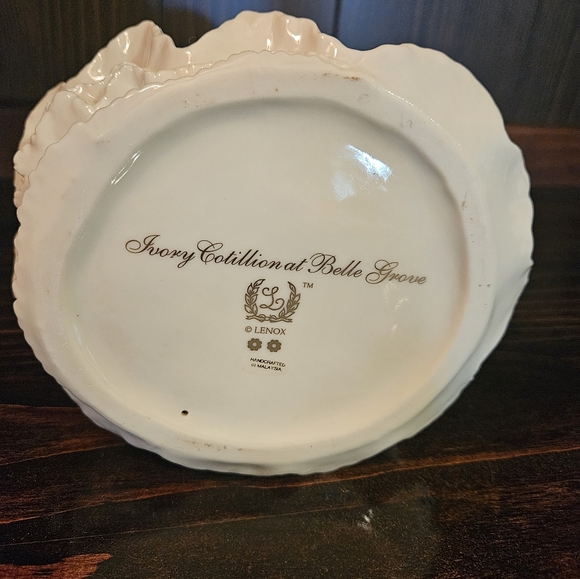 Ivory Cotillion at Belle Grove
L TM
© LENOX
HANDCRAFTED
IN MALAYSIA